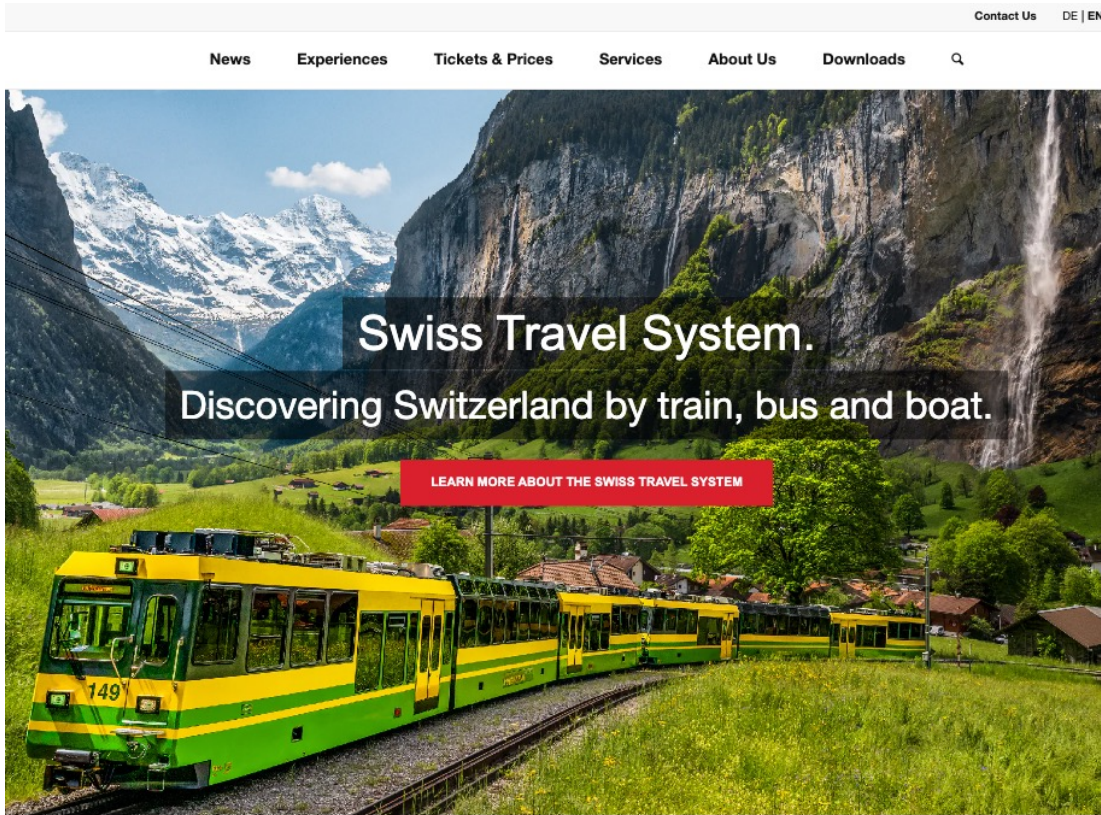 Contact Us DE | EN
News Experiences Tickets & Prices Services About Us Downloads
Swiss Travel System.
Discovering Switzerland by train, bus and boat.
LEARN MORE ABOUT THE SWISS TRAVEL SYSTEM
149